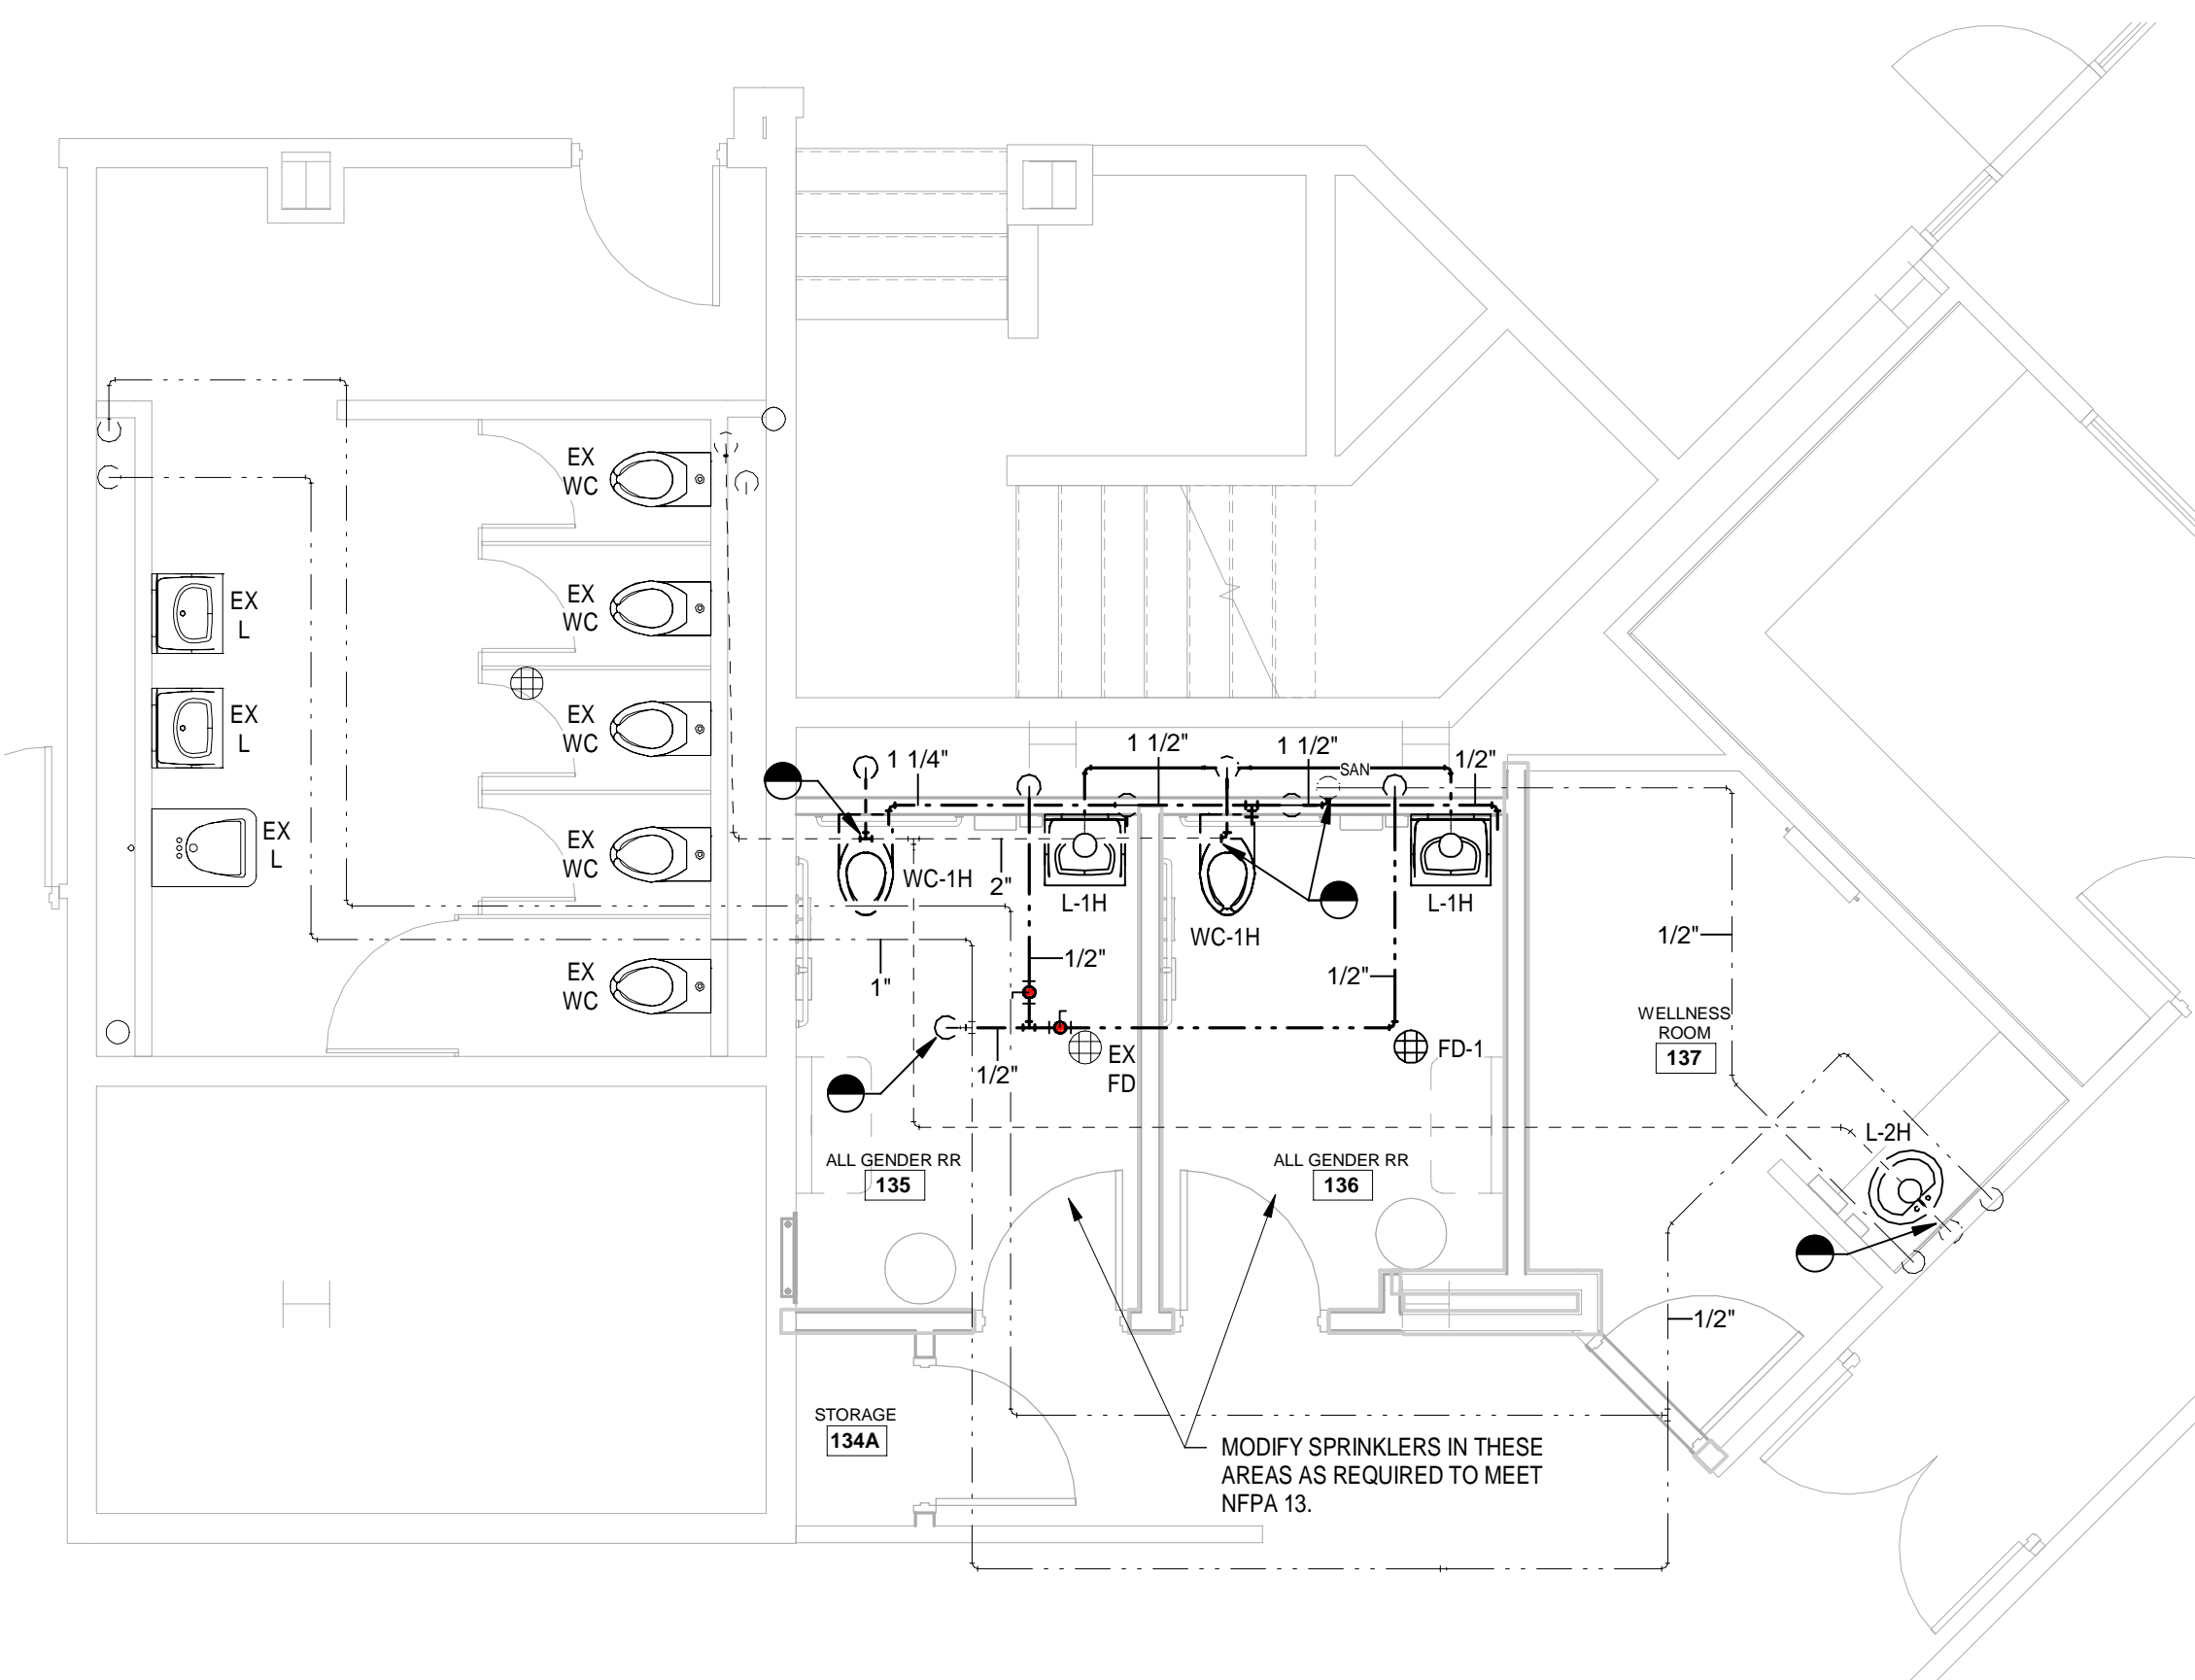 EX
WC
EX
L
EX
WC
EX
L
EX
WC
EX
L
EX
WC
EX
WC
1 1/4"
1 1/2"
1 1/2"
SAN
1/2"
WC-1H
2"
L-1H
WC-1H
L-1H
1"
1/2"
1/2"
1/2"
1/2"
EX
FD
FD-1
WELLNESS
ROOM
137
L-2H
ALL GENDER RR
135
ALL GENDER RR
136
1/2"
STORAGE
134A
MODIFY SPRINKLERS IN THESE
AREAS AS REQUIRED TO MEET
NFPA 13.